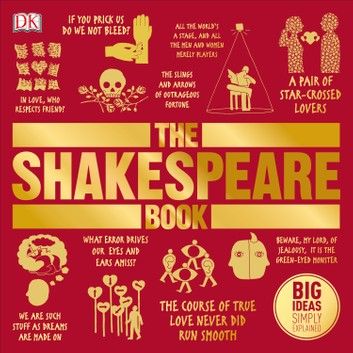 DK
IF YOU PRICK US
DO WE NOT BLEED?
ALL THE WORLD'S
A STAGE, AND ALL
THE MEN AND WOMEN
MERELY PLAYERS
IN LOVE, WHO
RESPECTS FRIEND?
THE SLINGS
AND ARROWS
OF OUTRAGEOUS
FORTUNE
A PAIR OF
STAR-CROSSED
LOVERS
THE
SHAKESPEARE
BOOK
WHAT ERROR DRIVES
OUR EYES AND
EARS AMISS?
BEWARE, MY LORD, OF
JEALOUSY, IT IS THE
GREEN-EYED MONSTER
WE ARE SUCH
STUFF AS DREAMS
ARE MADE ON
THE COURSE OF TRUE
LOVE NEVER DID
RUN SMOOTH
BIG
IDEAS
SIMPLY
EXPLAINED